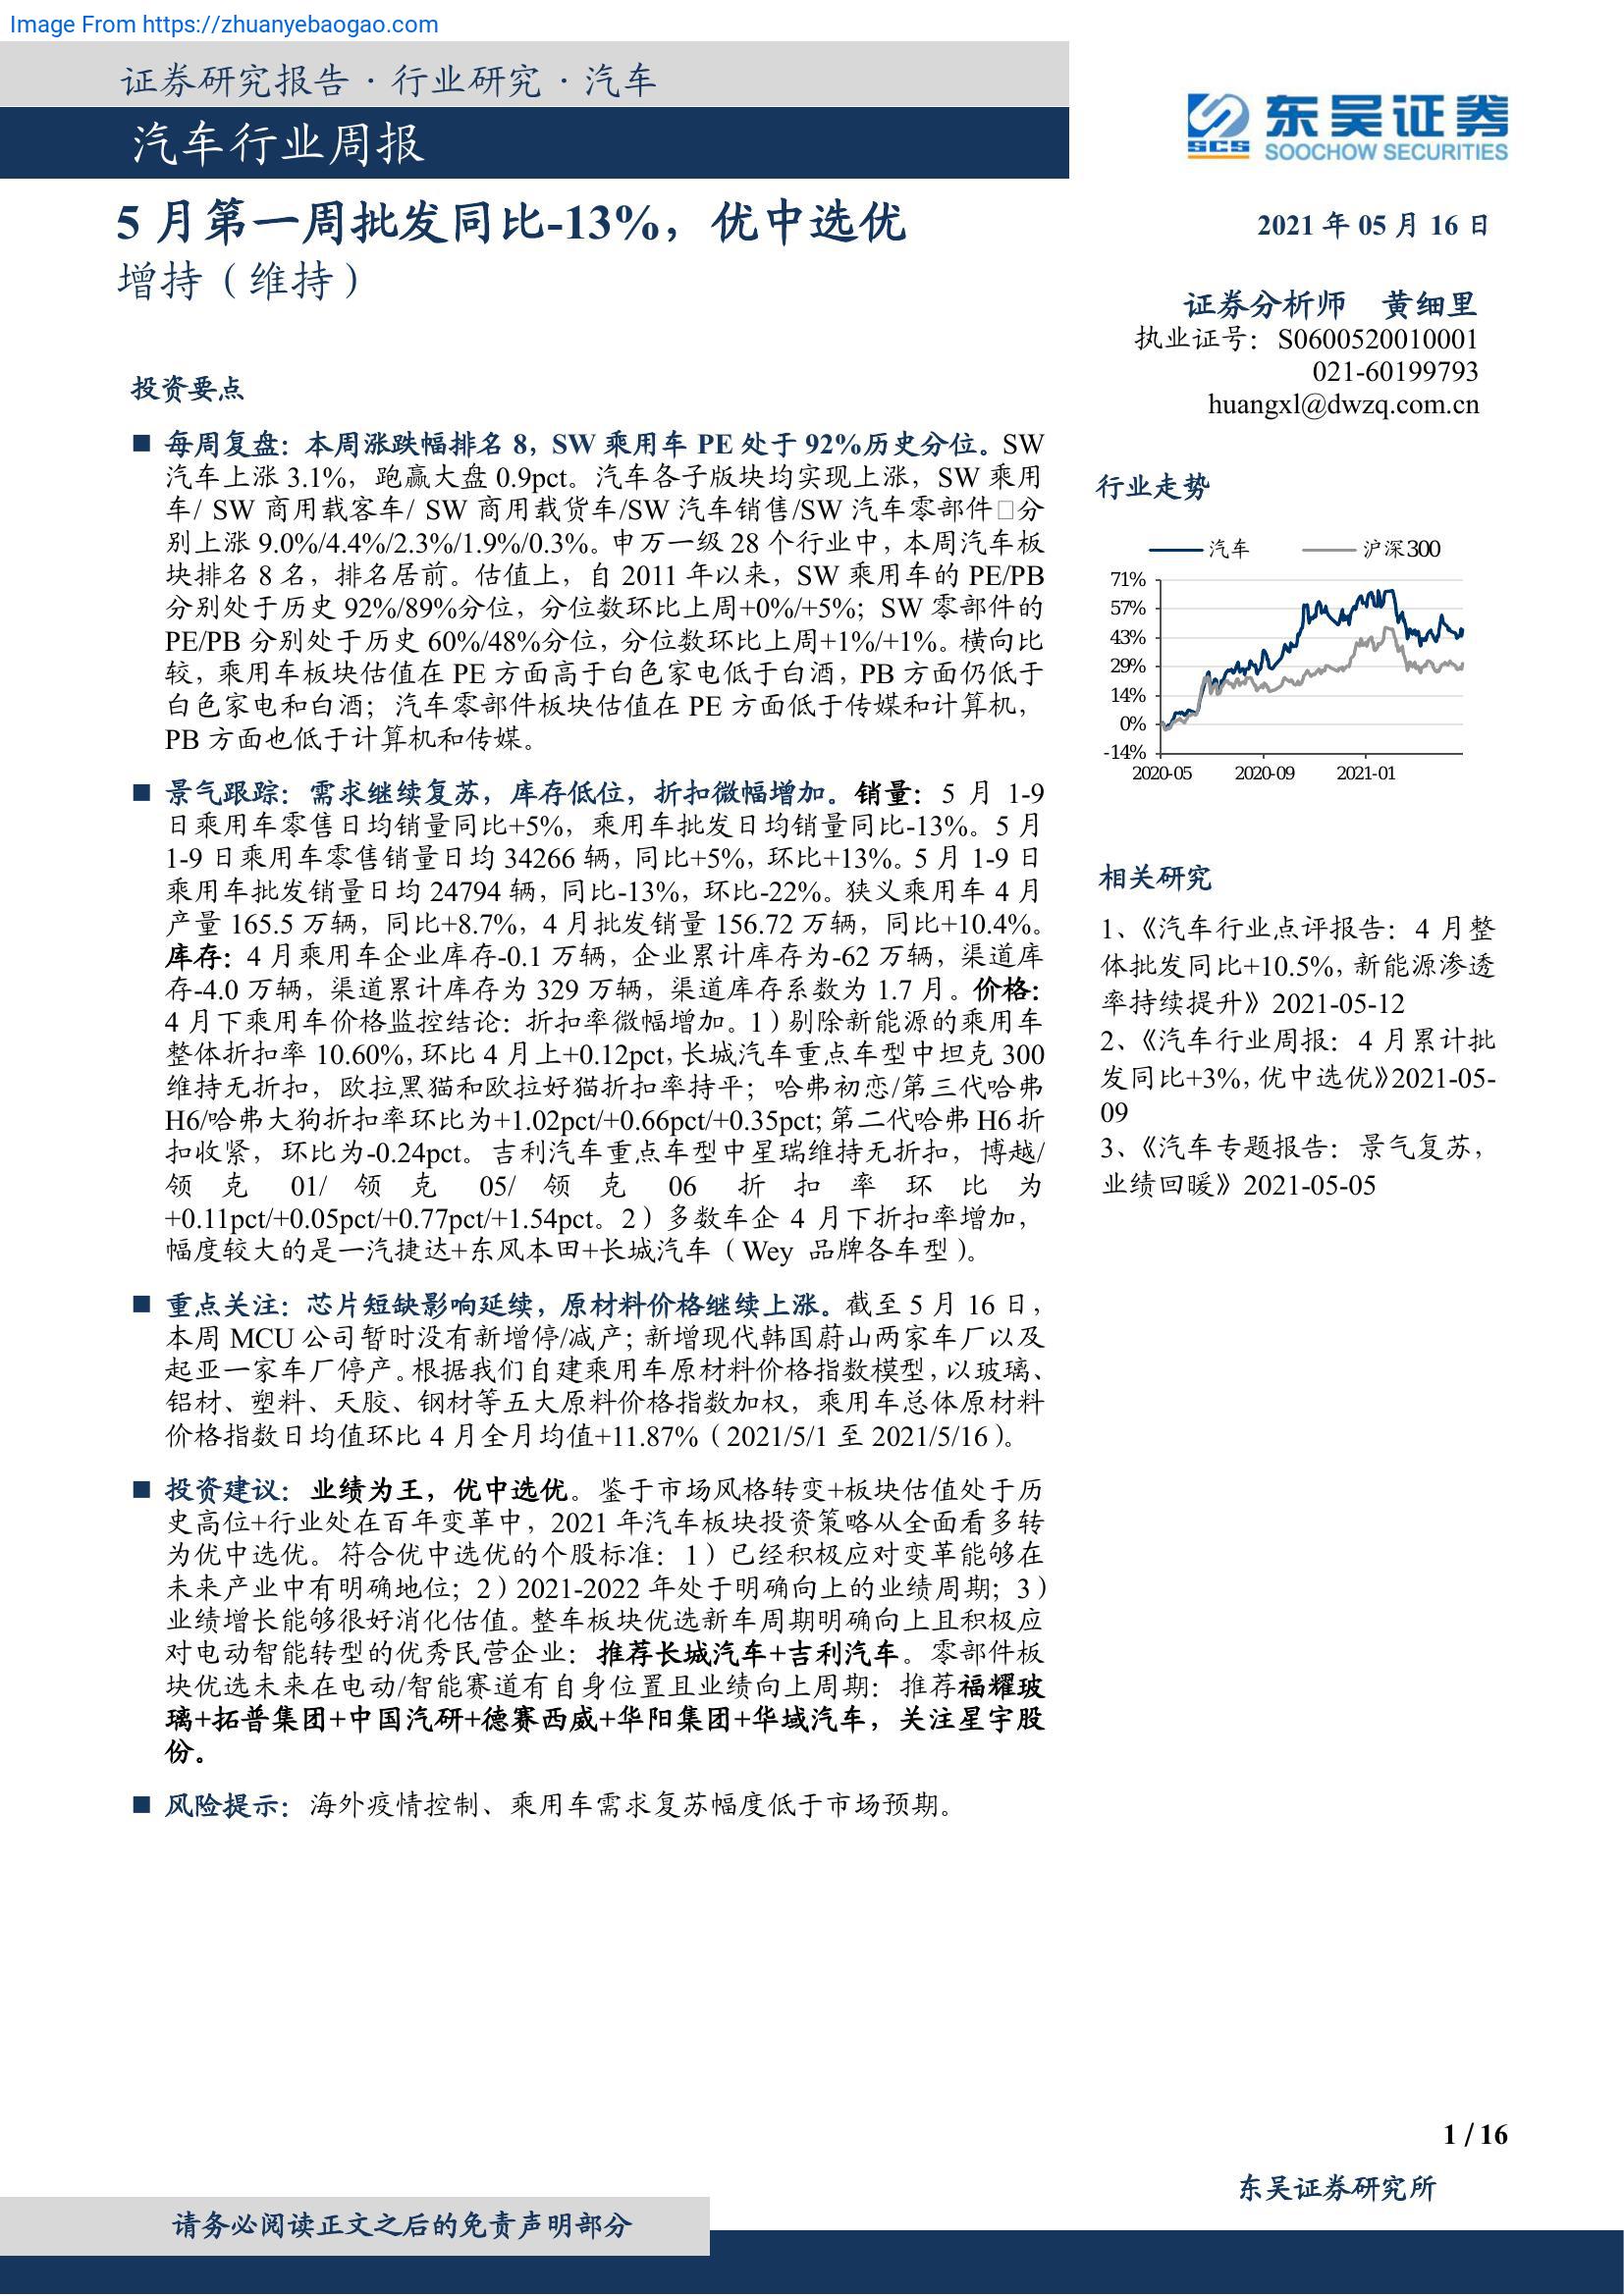 Image From https://zhuanyebaogao.com
证券研究报告·行业研究·汽车
汽车行业周报
5 月第一周批发同比-13%，优中选优
增持（维持）
投资要点
■ 每周复盘：本周涨跌幅排名 8，SW 乘用车 PE 处于 92%历史分位。SW
汽车上涨 3.1%，跑赢大盘 0.9pct。汽车各子版块均实现上涨，SW 乘用
车/ SW 商用载客车/ SW 商用载货车/SW 汽车销售/SW 汽车零部件□分
别上涨 9.0%/4.4%/2.3%/1.9%/0.3%。申万一级 28 个行业中，本周汽车板
块排名 8 名，排名居前。估值上，自 2011 年以来，SW 乘用车的 PE/PB
分别处于历史 92%/89%分位，分位数环比上周+0%/+5%；SW 零部件的
PE/PB 分别处于历史 60%/48%分位，分位数环比上周+1%/+1%。横向比
较，乘用车板块估值在 PE 方面高于白色家电低于白酒，PB 方面仍低于
白色家电和白酒；汽车零部件板块估值在 PE 方面低于传媒和计算机，
PB 方面也低于计算机和传媒。
■ 景气跟踪：需求继续复苏，库存低位，折扣微幅增加。销量：5 月 1-9
日乘用车零售日均销量同比+5%，乘用车批发日均销量同比-13%。5 月
1-9 日乘用车零售销量日均 34266 辆，同比+5%，环比+13%。5 月 1-9 日
乘用车批发销量日均 24794 辆，同比-13%，环比-22%。狭义乘用车 4 月
产量 165.5 万辆，同比+8.7%，4 月批发销量 156.72 万辆，同比+10.4%。
库存：4 月乘用车企业库存-0.1 万辆，企业累计库存为-62 万辆，渠道库
存-4.0 万辆，渠道累计库存为 329 万辆，渠道库存系数为 1.7 月。价格：
4 月下乘用车价格监控结论：折扣率微幅增加。1）剔除新能源的乘用车
整体折扣率 10.60%，环比 4 月上+0.12pct，长城汽车重点车型中坦克 300
维持无折扣，欧拉黑猫和欧拉好猫折扣率持平；哈弗初恋/第三代哈弗
H6/哈弗大狗折扣率环比为+1.02pct/+0.66pct/+0.35pct；第二代哈弗 H6 折
扣收紧，环比为-0.24pct。吉利汽车重点车型中星瑞维持无折扣，博越/
领克 01/领克 05/领克 06 折扣率环比为
+0.11pct/+0.05pct/+0.77pct/+1.54pct。2）多数车企 4 月下折扣率增加，
幅度较大的是一汽捷达+东风本田+长城汽车（Wey 品牌各车型）。
■ 重点关注：芯片短缺影响延续，原材料价格继续上涨。截至 5 月 16 日，
本周 MCU 公司暂时没有新增停/减产；新增现代韩国蔚山两家车厂以及
起亚一家车厂停产。根据我们自建乘用车原材料价格指数模型，以玻璃、
铝材、塑料、天胶、钢材等五大原料价格指数加权，乘用车总体原材料
价格指数日均值环比 4 月全月均值+11.87%（2021/5/1 至 2021/5/16）。
■ 投资建议：业绩为王，优中选优。鉴于市场风格转变+板块估值处于历
史高位+行业处在百年变革中，2021 年汽车板块投资策略从全面看多转
为优中选优。符合优中选优的个股标准：1）已经积极应对变革能够在
未来产业中有明确地位；2）2021-2022 年处于明确向上的业绩周期；3）
业绩增长能够很好消化估值。整车板块优选新车周期明确向上且积极应
对电动智能转型的优秀民营企业：推荐长城汽车+吉利汽车。零部件板
块优选未来在电动/智能赛道有自身位置且业绩向上周期：推荐福耀玻
璃+拓普集团+中国汽研+德赛西威+华阳集团+华域汽车，关注星宇股
份。
■ 风险提示：海外疫情控制、乘用车需求复苏幅度低于市场预期。
SCS 东吴证券
SOOCHOW SECURITIES
2021 年 05 月 16 日
证券分析师 黄细里
执业证号：S0600520010001
021-60199793
huangxl@dwzq.com.cn
行业走势
汽车 沪深300
71%
57%
43%
29%
14%
0%
-14%
2020-05 2020-09 2021-01
相关研究
1、《汽车行业点评报告：4 月整
体批发同比+10.5%，新能源渗透
率持续提升》2021-05-12
2、《汽车行业周报：4 月累计批
发同比+3%，优中选优》2021-05-
09
3、《汽车专题报告：景气复苏，
业绩回暖》2021-05-05
1 / 16
东吴证券研究所
请务必阅读正文之后的免责声明部分